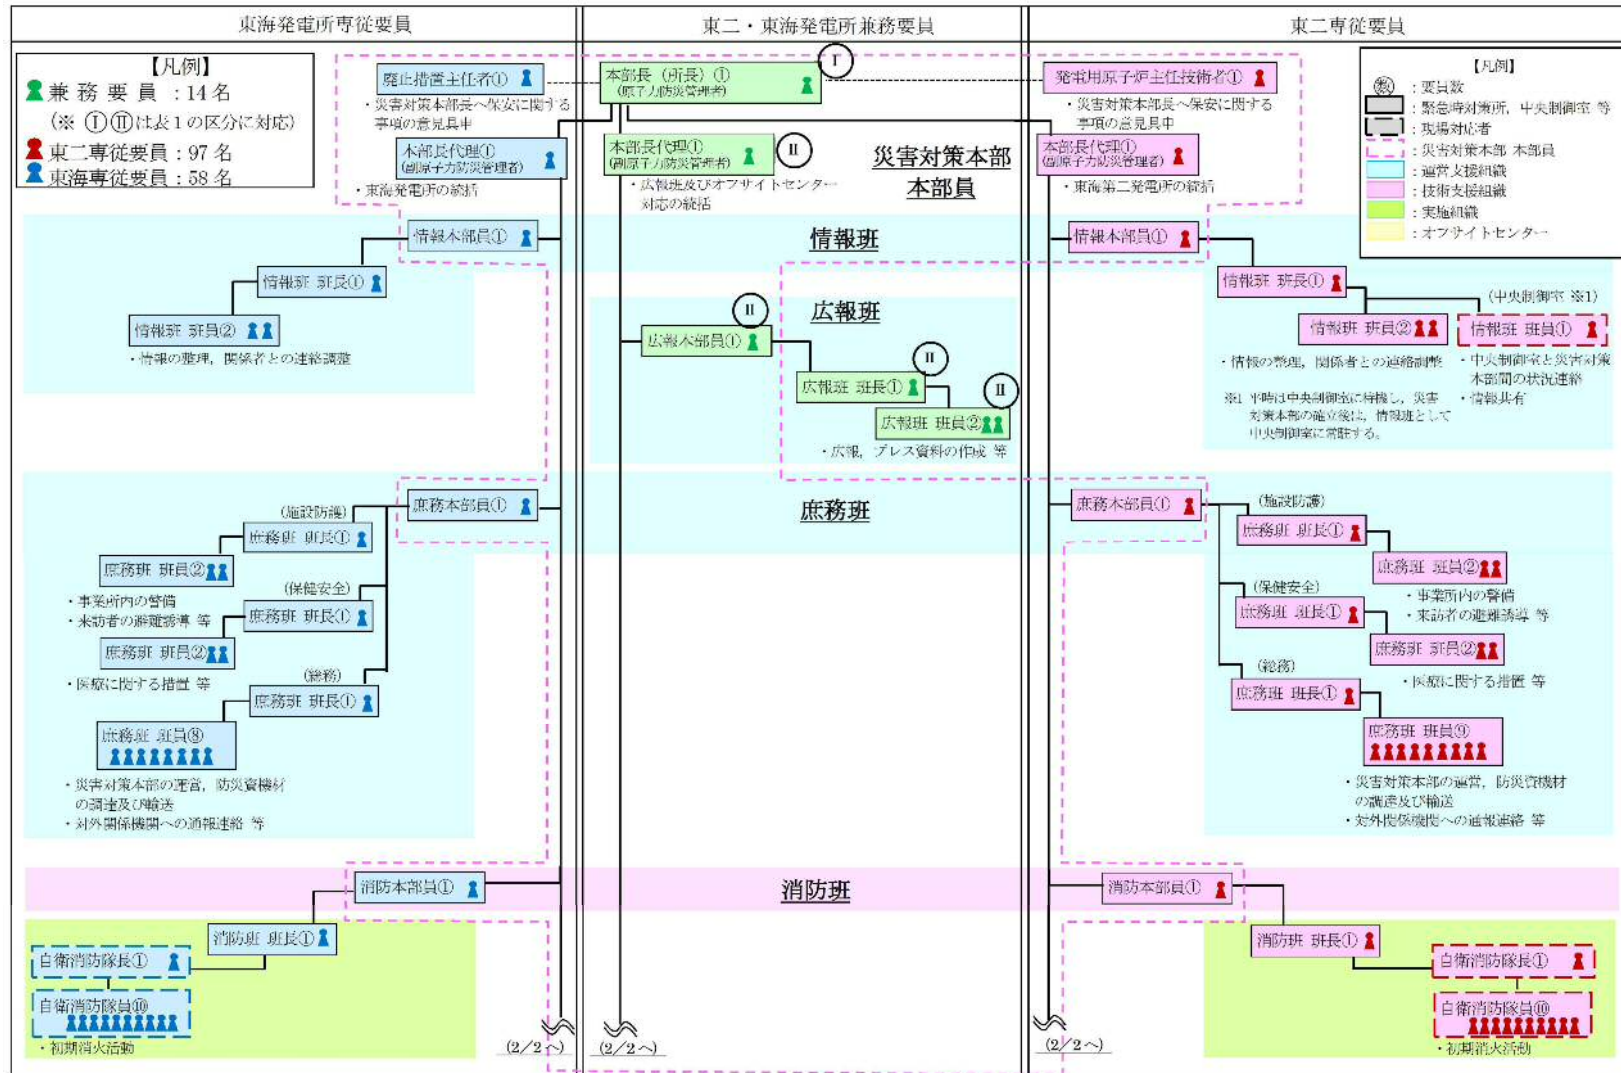 東海発電所専従要員
東二・東海発電所兼務要員
東二専従要員
【凡例】
兼務要員 ：14名
(※ ⒾⅡは表1の区分に対応)
東二専従要員：97名
東海専従要員：58名
廃止措置主任者①
・災害対策本部長へ保安に関する
事項の意見具申
本部長代理①
(副原子力防災管理者)
・東海発電所の統括
本部長（所長）①
(原子力防災管理者)
Ⅰ
本部長代理①
(副原子力防災管理者)
Ⅱ
・広報班及びオフサイトセンター
対応の統括
災害対策本部
本部員
発電用原子炉主任技術者①
・災害対策本部長へ保安に関する
事項の意見具申
本部長代理①
(副原子力防災管理者)
・東海第二発電所の統括
【凡例】
数 ：要員数
：緊急時対策所，中央制御室 等
：現場対応者
：災害対策本部 本部員
：運営支援組織
：技術支援組織
：実施組織
：オフサイトセンター
情報班
情報本部員①
情報班 班長①
情報班 班員②
・情報の整理，関係者との連絡調整
情報本部員①
情報班 班長①
(中央制御室 ※1)
情報班 班員②
情報班 班員①
・情報の整理，関係者との連絡調整
・中央制御室と災害対策
本部間の状況連絡
・情報共有
※1 平時は中央制御室に待機し，災害
対策本部の確立後は，情報班として
中央制御室に常駐する。
広報班
Ⅱ
広報本部員①
Ⅱ
広報班 班長①
Ⅱ
広報班 班員②
・広報，プレス資料の作成 等
庶務班
庶務本部員①
(施設防護)
庶務班 班長①
庶務班 班員②
・事業所内の警備
・来訪者の避難誘導 等
(保健安全)
庶務班 班長①
庶務班 班員②
・医療に関する措置 等
(総務)
庶務班 班長①
庶務班 班員⑧
・災害対策本部の運営，防災資機材
の調達及び輸送
・対外関係機関への通報連絡 等
庶務本部員①
(施設防護)
庶務班 班長①
庶務班 班員②
・事業所内の警備
・来訪者の避難誘導 等
(保健安全)
庶務班 班長①
庶務班 班員②
・医療に関する措置 等
(総務)
庶務班 班長①
庶務班 班員⑨
・災害対策本部の運営，防災資機材
の調達及び輸送
・対外関係機関への通報連絡 等
消防班
消防本部員①
消防班 班長①
自衛消防隊長①
自衛消防隊員⑩
・初期消火活動
消防本部員①
消防班 班長①
自衛消防隊長①
自衛消防隊員⑩
・初期消火活動
(2／2へ)
(2／2へ)
(2／2へ)